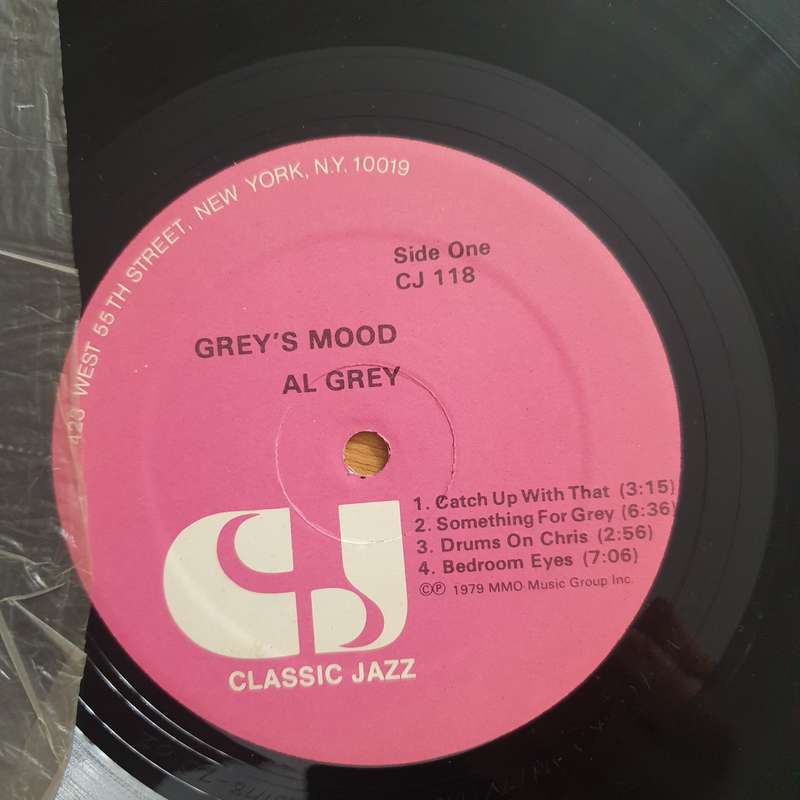 423 WEST 55TH STREET, NEW YORK, N.Y. 10019
Side One
CJ 118
GREY'S MOOD
AL GREY
1. Catch Up With That (3:15)
2. Something For Grey (6:36)
3. Drums On Chris (2:56)
4. Bedroom Eyes (7:06)
©℗ 1979 MMO Music Group Inc.
CJ
CLASSIC JAZZ